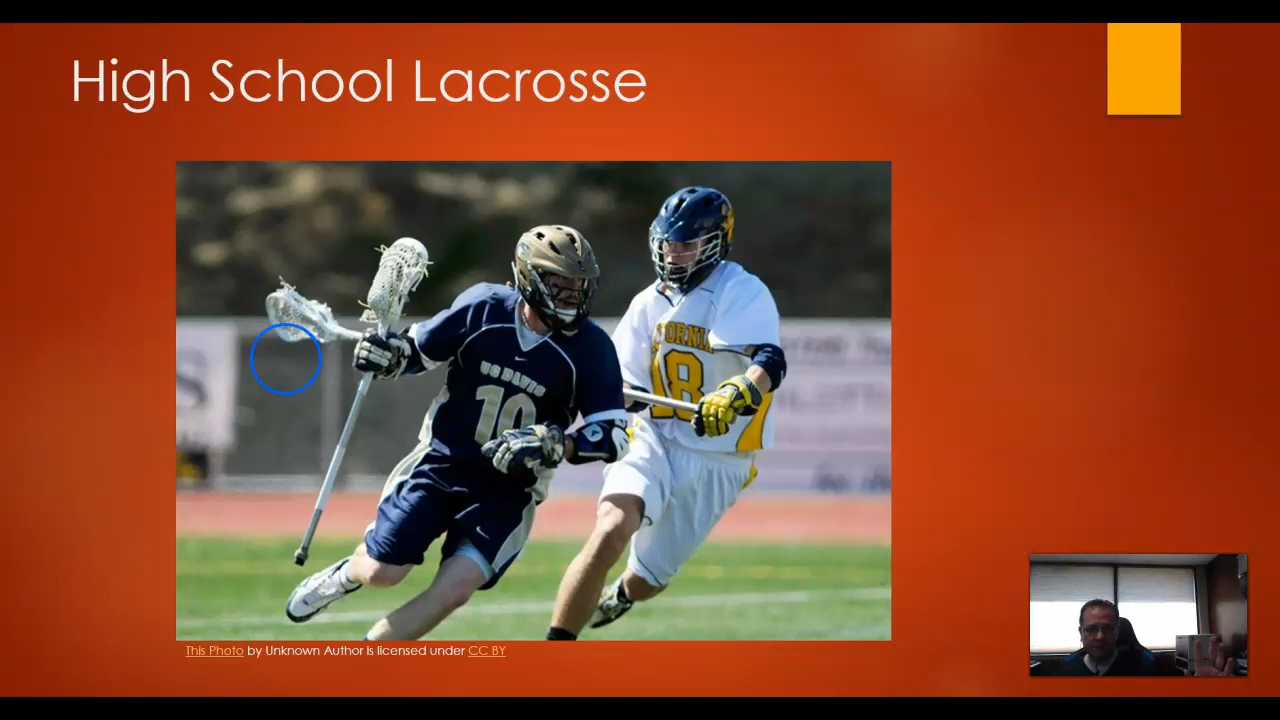 High School Lacrosse
UC DAVIS
10
18
This Photo by Unknown Author is licensed under CC BY